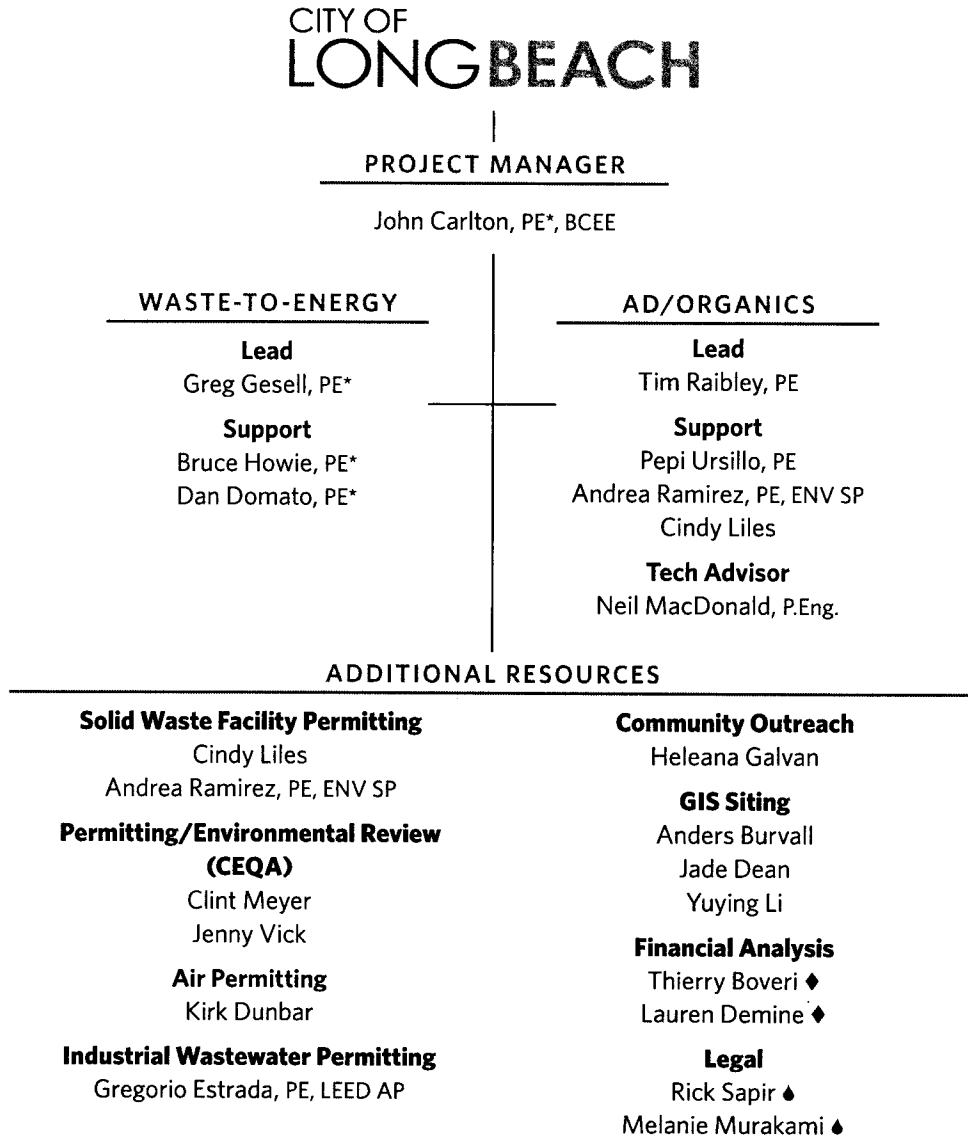 CITY OF
LONGBEACH
PROJECT MANAGER
John Carlton, PE*, BCEE
WASTE-TO-ENERGY
Lead
Greg Gesell, PE*
Support
Bruce Howie, PE*
Dan Domato, PE*
AD/ORGANICS
Lead
Tim Raibley, PE
Support
Pepi Ursillo, PE
Andrea Ramirez, PE, ENV SP
Cindy Liles
Tech Advisor
Neil MacDonald, P.Eng.
ADDITIONAL RESOURCES
Solid Waste Facility Permitting
Cindy Liles
Andrea Ramirez, PE, ENV SP
Permitting/Environmental Review
(CEQA)
Clint Meyer
Jenny Vick
Air Permitting
Kirk Dunbar
Industrial Wastewater Permitting
Gregorio Estrada, PE, LEED AP
Community Outreach
Heleana Galvan
GIS Siting
Anders Burvall
Jade Dean
Yuying Li
Financial Analysis
Thierry Boveri ♦
Lauren Demine ♦
Legal
Rick Sapir 💧
Melanie Murakami 💧